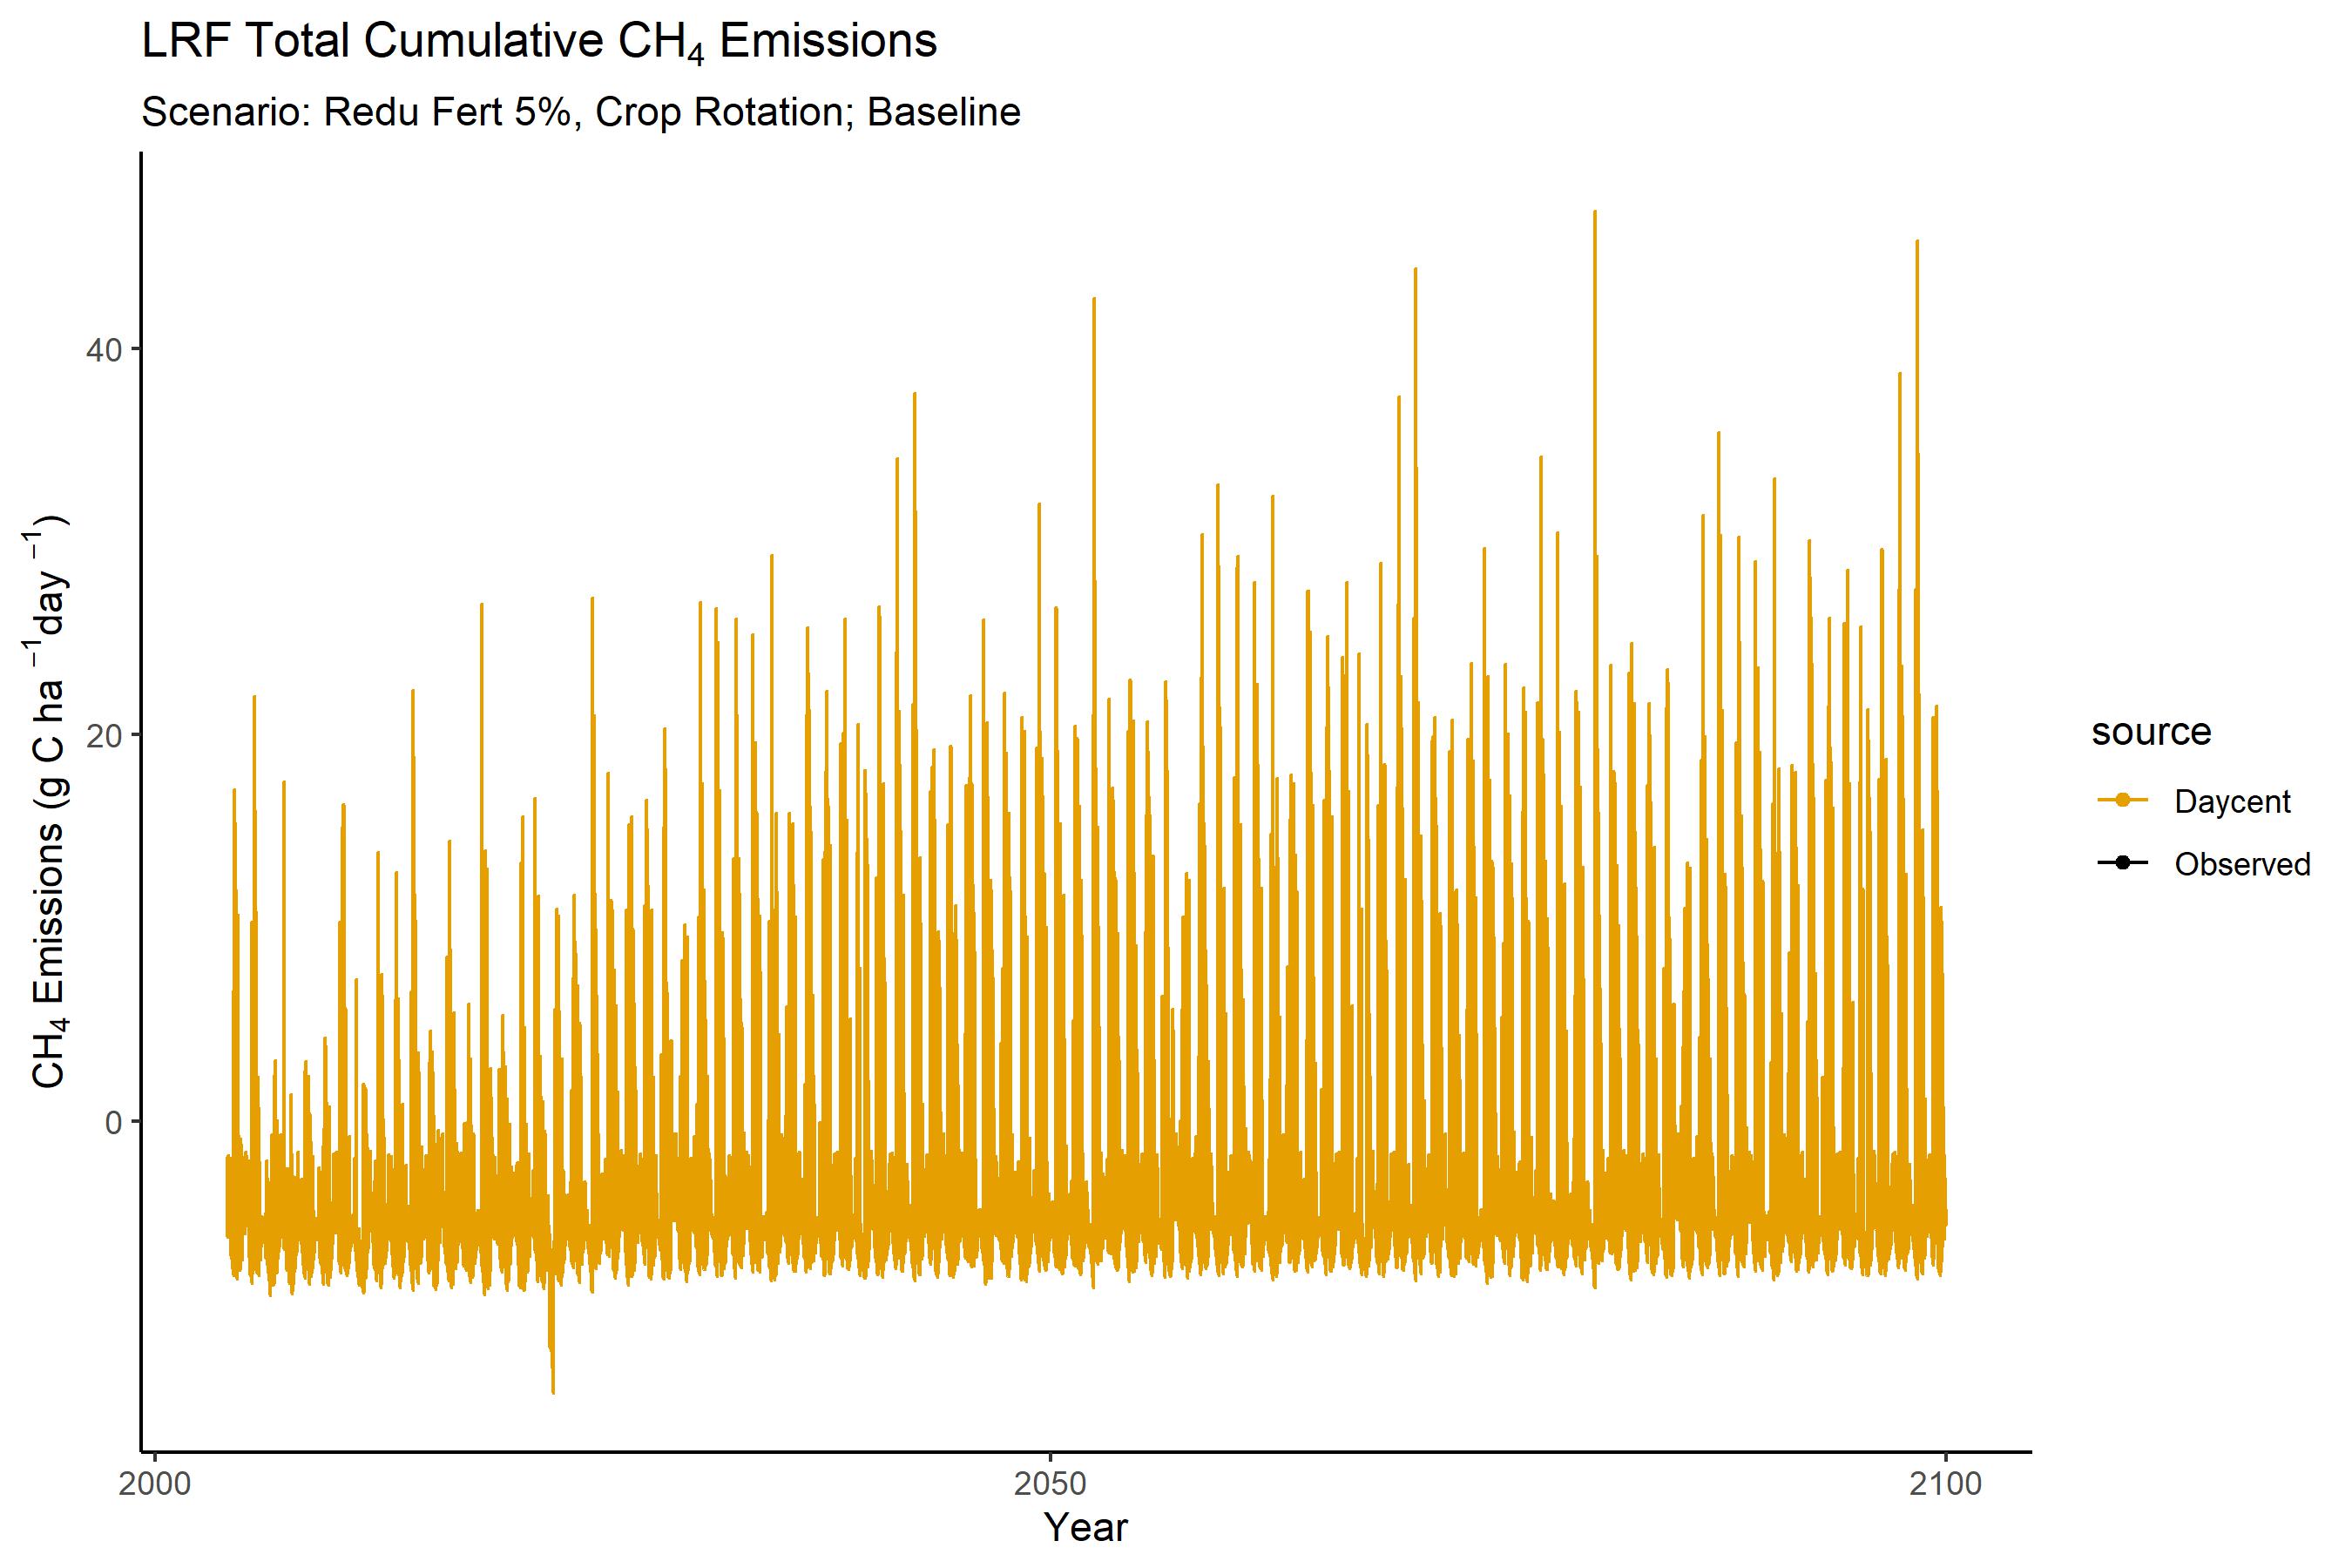 LRF Total Cumulative CH₄ Emissions
Scenario: Redu Fert 5%, Crop Rotation; Baseline
CH₄ Emissions (g C ha ⁻¹day ⁻¹)
40
20
0
2000
2050
2100
Year
source
Daycent
Observed